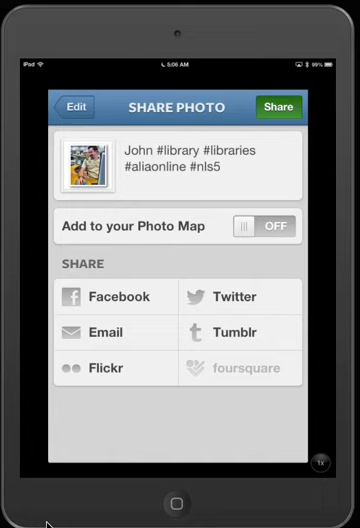 iPad
5:06 AM
99%
Edit
SHARE PHOTO
Share
John #library #libraries
#aliaonline #nls5
Add to your Photo Map
OFF
SHARE
Facebook
Twitter
Email
Tumblr
Flickr
foursquare
1x